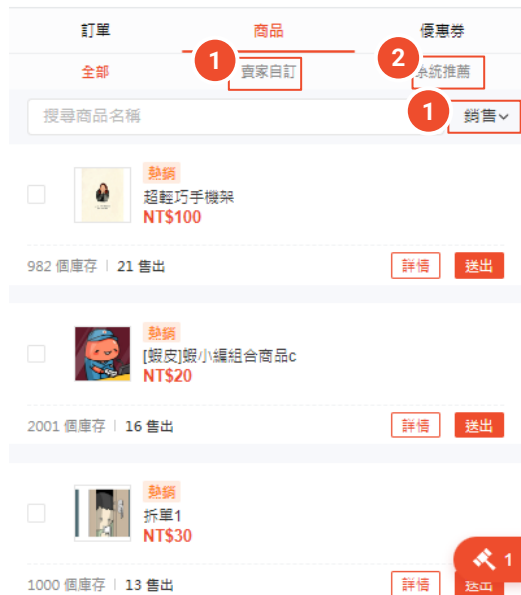 訂單 商品 優惠券
全部 1 賣家自訂 2 系統推薦
搜尋商品名稱 1 銷售
熱銷
超輕巧手機架
NT$100
982 個庫存 | 21 售出 詳情 送出
熱銷
[蝦皮]蝦小編組合商品c
NT$20
2001 個庫存 | 16 售出 詳情 送出
熱銷
拆單1
NT$30
1
1000 個庫存 | 13 售出 詳情 送出